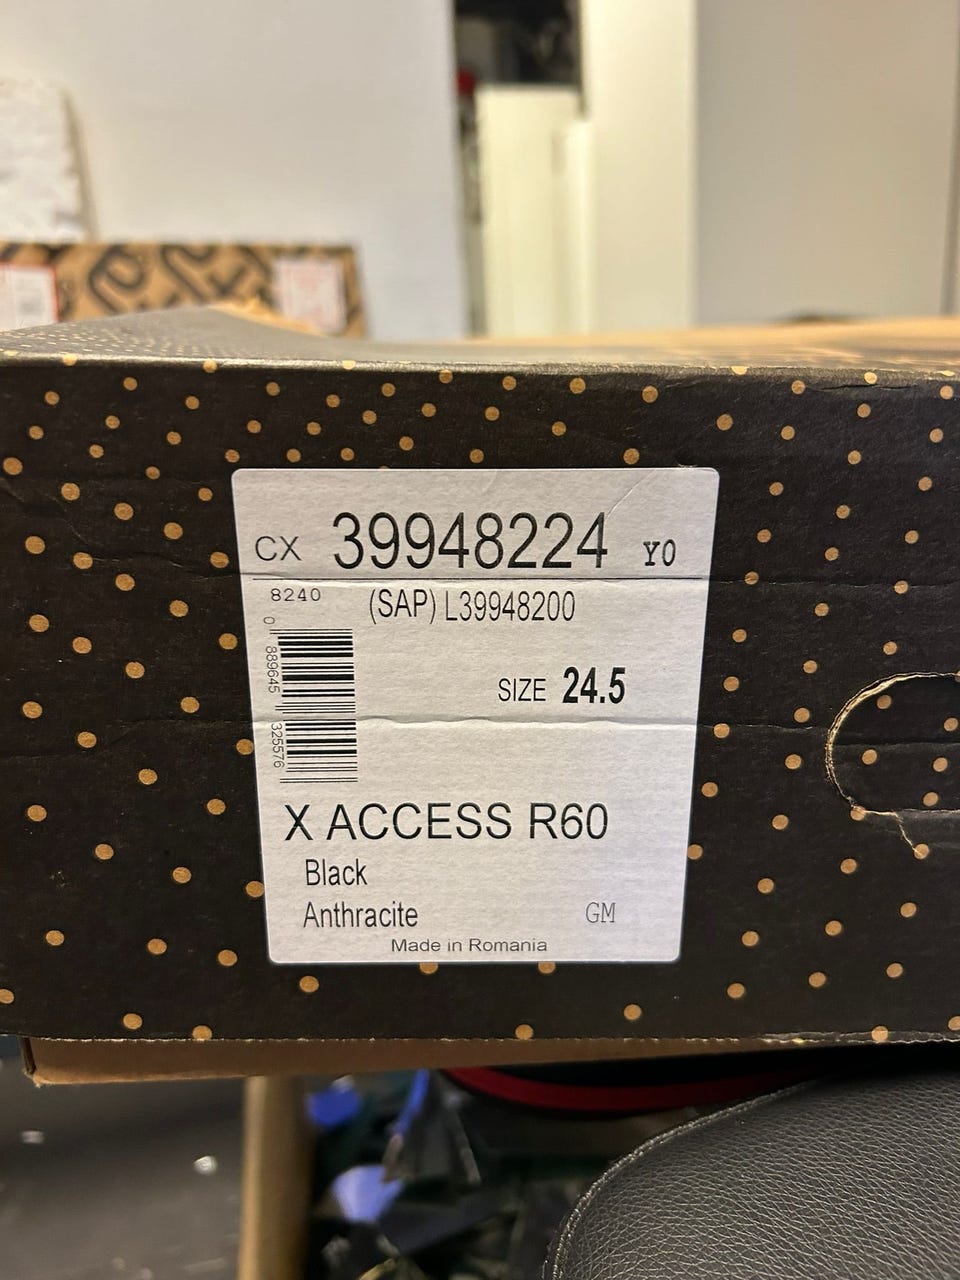 CX 39948224 Y0
8240 (SAP) L39948200
0 889645 325576
SIZE 24.5
X ACCESS R60
Black
Anthracite GM
Made in Romania